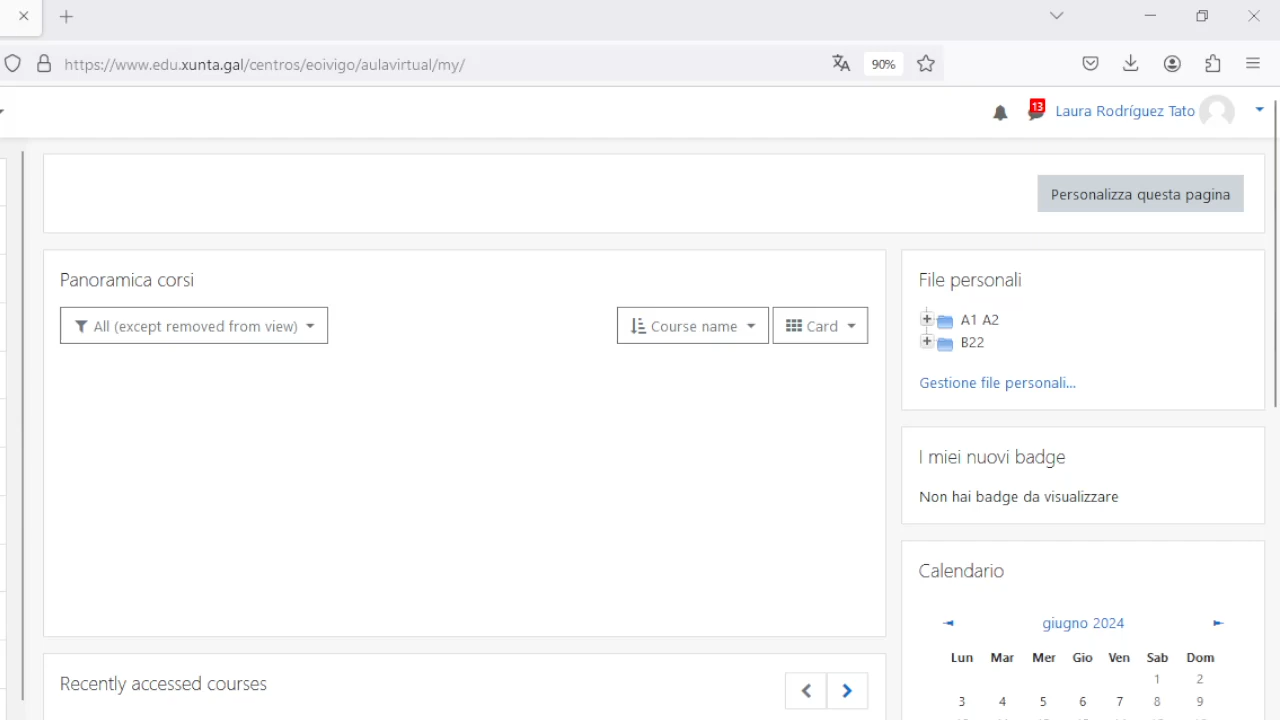 https://www.edu.xunta.gal/centros/eoivigo/aulavirtual/my/
90%
13
Laura Rodríguez Tato
Personalizza questa pagina
Panoramica corsi
All (except removed from view)
Course name
Card
File personali
A1 A2
B22
Gestione file personali...
I miei nuovi badge
Non hai badge da visualizzare
Calendario
◄
giugno 2024
►
Lun Mar Mer Gio Ven Sab Dom
1 2
3 4 5 6 7 8 9
Recently accessed courses